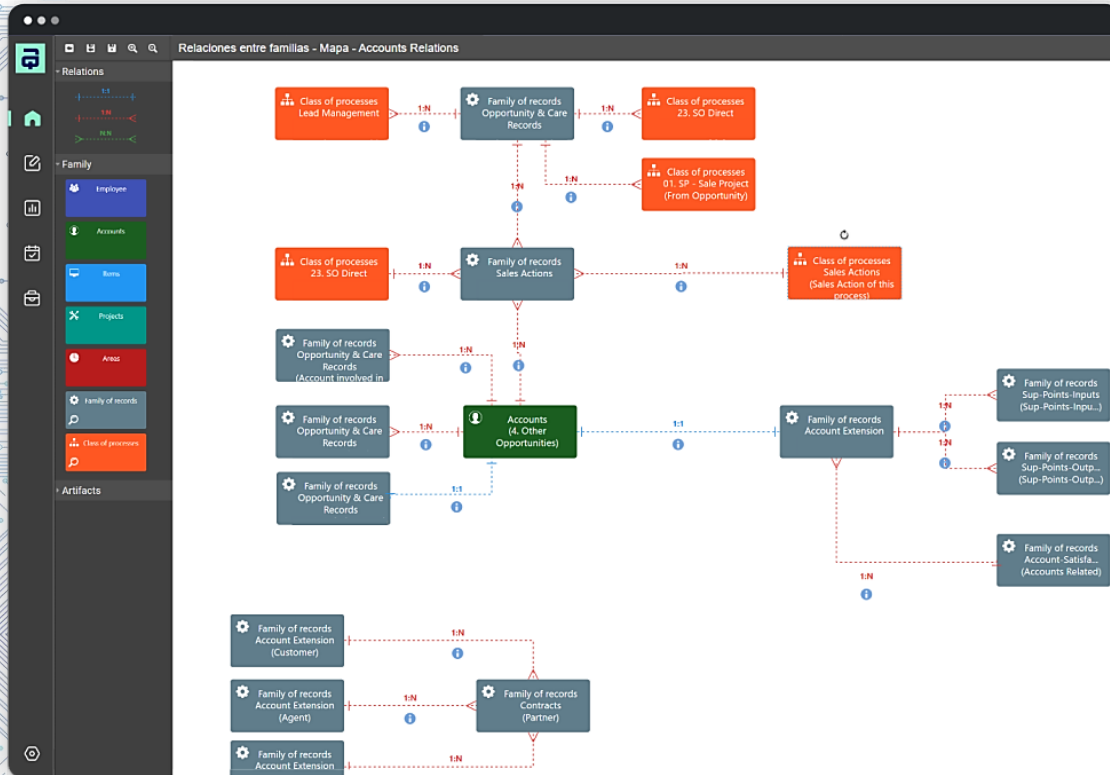 Relaciones entre familias - Mapa - Accounts Relations
Relations
1:1
1:N
N:N
Family
Employee
Accounts
Items
Projects
Areas
Family of records
Class of processes
Artifacts
Class of processes
Lead Management
1:N
Family of records
Opportunity & Care
Records
1:N
Class of processes
23. SO Direct
1:N
1:N
Class of processes
01. SP - Sale Project
(From Opportunity)
Class of processes
23. SO Direct
1:N
Family of records
Sales Actions
1:N
Class of processes
Sales Actions
(Sales Action of this
process)
Family of records
Opportunity & Care
Records
(Account involved in
1:N
1:N
Family of records
Opportunity & Care
Records
1:N
Accounts
(4. Other
Opportunities)
1:1
Family of records
Account Extension
1:N
Family of records
Sup-Points-Inputs
(Sup-Points-Inpu...)
1:N
Family of records
Sup-Points-Outp...
(Sup-Points-Outp...)
Family of records
Opportunity & Care
Records
1:1
1:N
Family of records
Account-Satisfa...
(Accounts Related)
Family of records
Account Extension
(Customer)
1:N
Family of records
Account Extension
(Agent)
1:N
Family of records
Contracts
(Partner)
Family of records
Account Extension
1:N